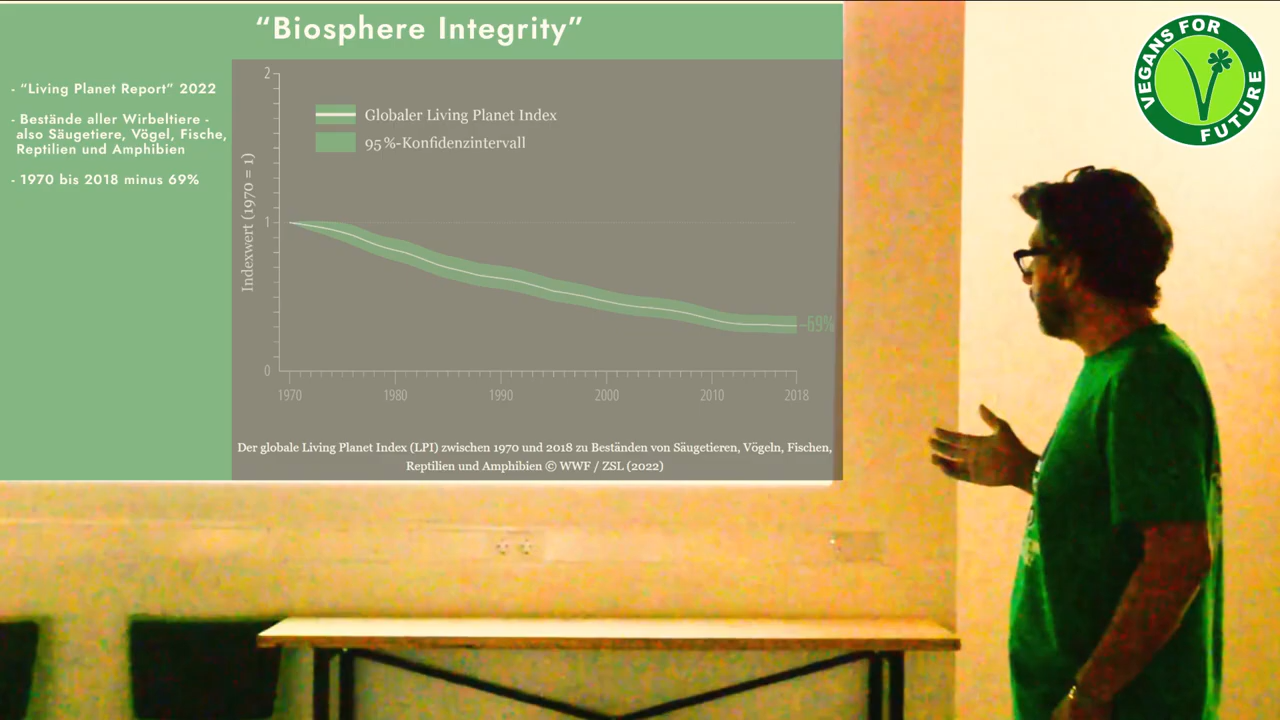 “Biosphere Integrity”
- “Living Planet Report” 2022
- Bestände aller Wirbeltiere -
also Säugetiere, Vögel, Fische,
Reptilien und Amphibien
- 1970 bis 2018 minus 69%
2
Globaler Living Planet Index
95 %-Konfidenzintervall
Indexwert (1970 = 1)
1
–69%
0
1970 1980 1990 2000 2010 2018
Der globale Living Planet Index (LPI) zwischen 1970 und 2018 zu Beständen von Säugetieren, Vögeln, Fischen,
Reptilien und Amphibien © WWF / ZSL (2022)
VEGANS FOR
FUTURE